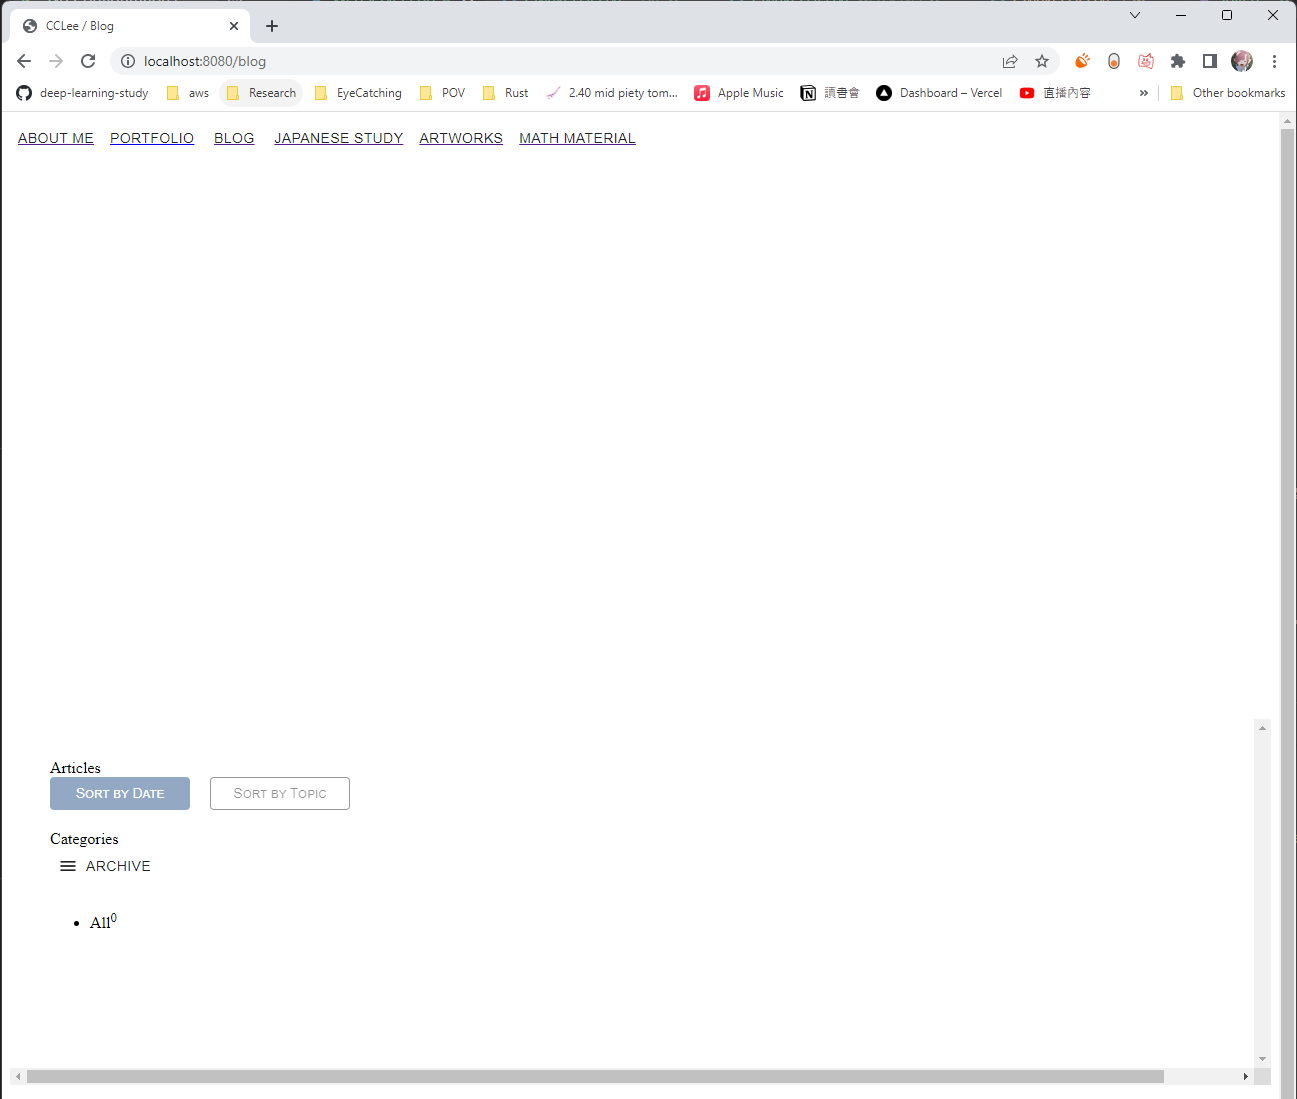 CCLee / Blog
localhost:8080/blog
deep-learning-study aws Research EyeCatching POV Rust 2.40 mid piety tom... Apple Music 讀書會 Dashboard – Vercel 直播內容 » Other bookmarks
ABOUT ME PORTFOLIO BLOG JAPANESE STUDY ARTWORKS MATH MATERIAL
Articles
Sort by Date Sort by Topic
Categories
ARCHIVE
All0